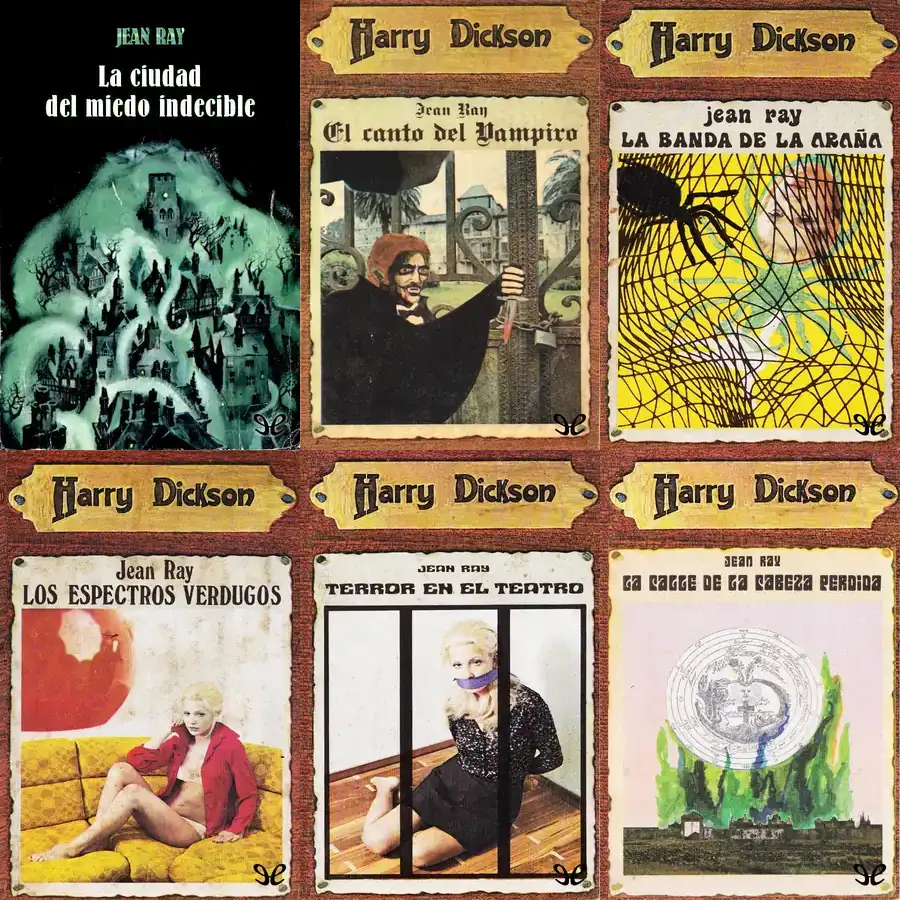 JEAN RAY
La ciudad
del miedo indecible
Harry Dickson
Jean Ray
El canto del Vampiro
Harry Dickson
jean ray
LA BANDA DE LA ARAÑA
Harry Dickson
Jean Ray
LOS ESPECTROS VERDUGOS
Harry Dickson
JEAN RAY
TERROR EN EL TEATRO
Harry Dickson
JEAN RAY
LA CALLE DE LA CABEZA PERDIDA